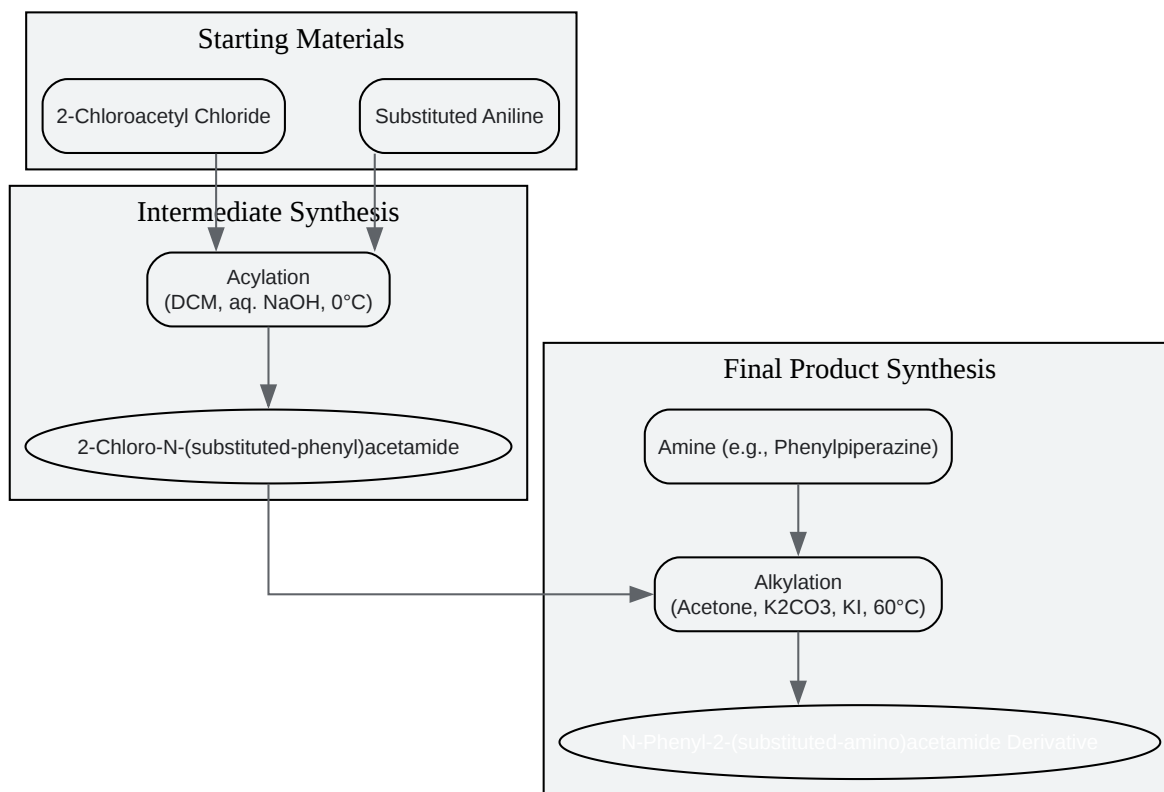 Starting Materials
2-Chloroacetyl Chloride
Substituted Aniline
Intermediate Synthesis
Acylation
(DCM, aq. NaOH, 0°C)
2-Chloro-N-(substituted-phenyl)acetamide
Final Product Synthesis
Amine (e.g., Phenylpiperazine)
Alkylation
(Acetone, K2CO3, KI, 60°C)
N-Phenyl-2-(substituted-amino)acetamide Derivative